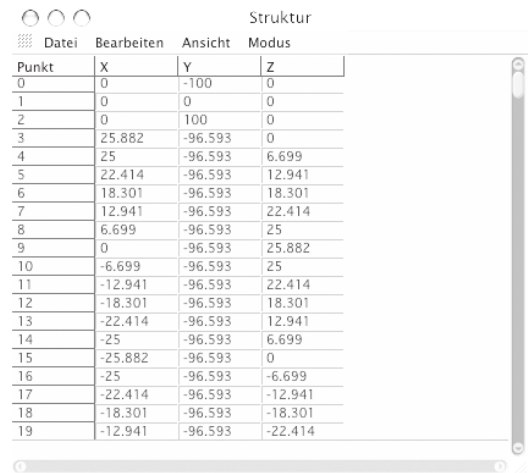 Struktur
Datei Bearbeiten Ansicht Modus
Punkt X Y Z
0 0 -100 0
1 0 0 0
2 0 100 0
3 25.882 -96.593 0
4 25 -96.593 6.699
5 22.414 -96.593 12.941
6 18.301 -96.593 18.301
7 12.941 -96.593 22.414
8 6.699 -96.593 25
9 0 -96.593 25.882
10 -6.699 -96.593 25
11 -12.941 -96.593 22.414
12 -18.301 -96.593 18.301
13 -22.414 -96.593 12.941
14 -25 -96.593 6.699
15 -25.882 -96.593 0
16 -25 -96.593 -6.699
17 -22.414 -96.593 -12.941
18 -18.301 -96.593 -18.301
19 -12.941 -96.593 -22.414